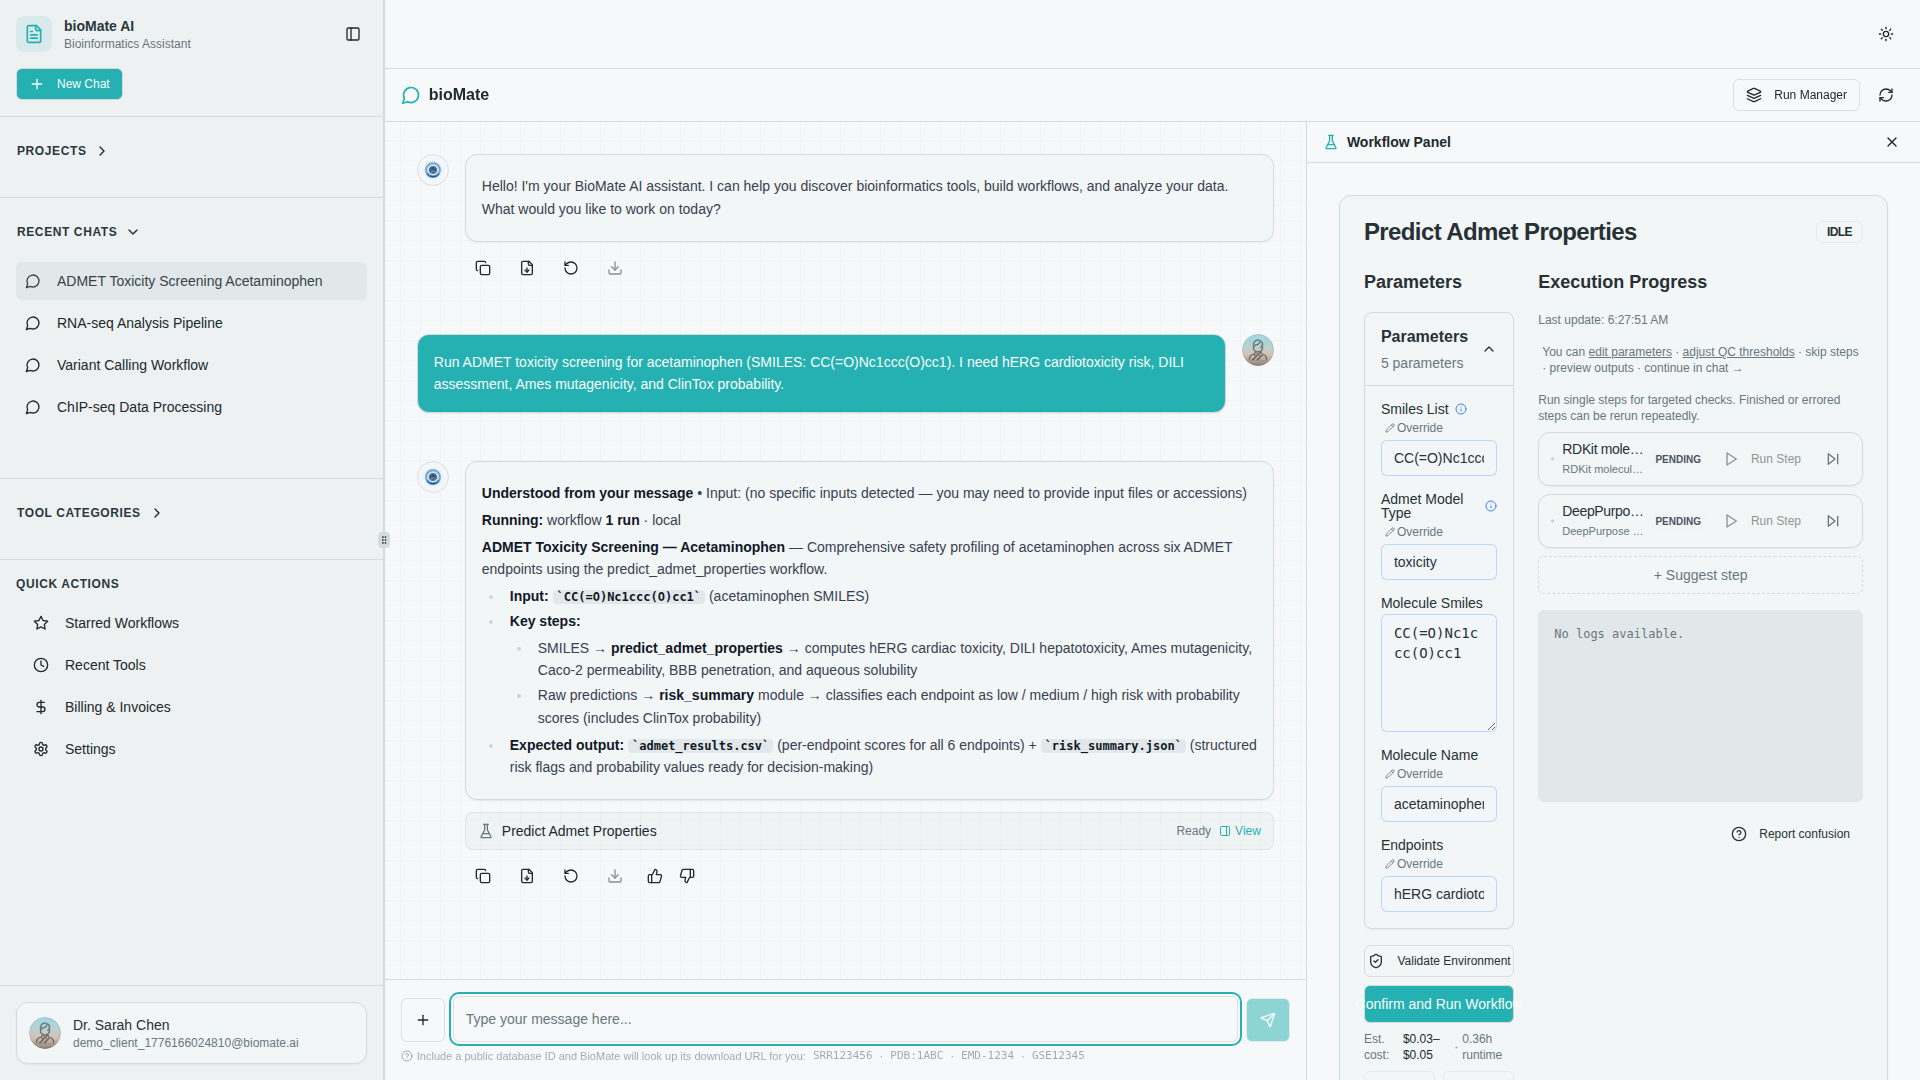 bioMate AI
Bioinformatics Assistant
New Chat
PROJECTS
RECENT CHATS
ADMET Toxicity Screening Acetaminophen
RNA-seq Analysis Pipeline
Variant Calling Workflow
ChIP-seq Data Processing
TOOL CATEGORIES
QUICK ACTIONS
Starred Workflows
Recent Tools
Billing & Invoices
Settings
Dr. Sarah Chen
demo_client_1776166024810@biomate.ai
bioMate
Run Manager
Hello! I'm your BioMate AI assistant. I can help you discover bioinformatics tools, build workflows, and analyze your data.
What would you like to work on today?
Run ADMET toxicity screening for acetaminophen (SMILES: CC(=O)Nc1ccc(O)cc1). I need hERG cardiotoxicity risk, DILI
assessment, Ames mutagenicity, and ClinTox probability.
Understood from your message • Input: (no specific inputs detected — you may need to provide input files or accessions)
Running: workflow 1 run · local
ADMET Toxicity Screening — Acetaminophen — Comprehensive safety profiling of acetaminophen across six ADMET
endpoints using the predict_admet_properties workflow.
Input: `CC(=O)Nc1ccc(O)cc1` (acetaminophen SMILES)
Key steps:
SMILES → predict_admet_properties → computes hERG cardiac toxicity, DILI hepatotoxicity, Ames mutagenicity,
Caco-2 permeability, BBB penetration, and aqueous solubility
Raw predictions → risk_summary module → classifies each endpoint as low / medium / high risk with probability
scores (includes ClinTox probability)
Expected output: `admet_results.csv` (per-endpoint scores for all 6 endpoints) + `risk_summary.json` (structured
risk flags and probability values ready for decision-making)
Predict Admet Properties
Ready View
Type your message here...
Include a public database ID and BioMate will look up its download URL for you: SRR123456 · PDB:1ABC · EMD-1234 · GSE12345
Workflow Panel
Predict Admet Properties
IDLE
Parameters
Parameters
5 parameters
Smiles List
Override
CC(=O)Nc1ccc
Admet Model
Type
Override
toxicity
Molecule Smiles
CC(=O)Nc1c
cc(O)cc1
Molecule Name
Override
acetaminophen
Endpoints
Override
hERG cardioto
Validate Environment
onfirm and Run Workflo
Est.
cost:
$0.03–
$0.05
·
0.36h
runtime
Execution Progress
Last update: 6:27:51 AM
You can edit parameters · adjust QC thresholds · skip steps
· preview outputs · continue in chat →
Run single steps for targeted checks. Finished or errored
steps can be rerun repeatedly.
RDKit mole…
RDKit molecul…
PENDING
Run Step
DeepPurpo…
DeepPurpose …
PENDING
Run Step
+ Suggest step
No logs available.
Report confusion